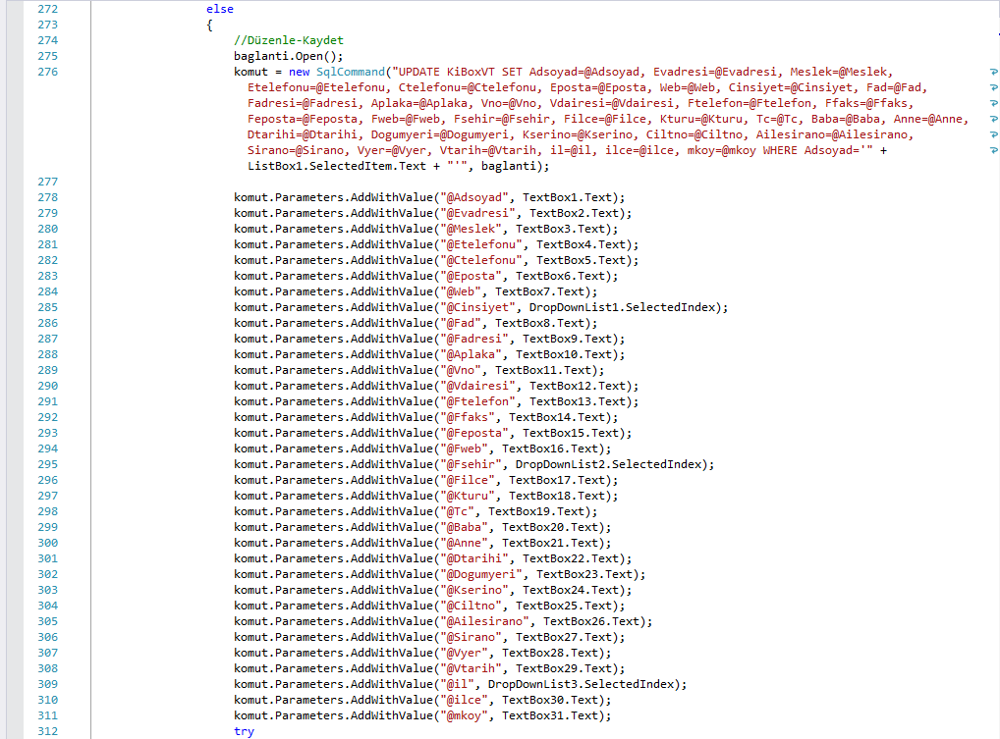 272 else
273 {
274 //Düzenle-Kaydet
275 baglanti.Open();
276 komut = new SqlCommand("UPDATE KiBoxVT SET Adsoyad=@Adsoyad, Evadresi=@Evadresi, Meslek=@Meslek,
Etelefonu=@Etelefonu, Ctelefonu=@Ctelefonu, Eposta=@Eposta, Web=@Web, Cinsiyet=@Cinsiyet, Fad=@Fad,
Fadresi=@Fadresi, Aplaka=@Aplaka, Vno=@Vno, Vdairesi=@Vdairesi, Ftelefon=@Ftelefon, Ffaks=@Ffaks,
Feposta=@Feposta, Fweb=@Fweb, Fsehir=@Fsehir, Filce=@Filce, Kturu=@Kturu, Tc=@Tc, Baba=@Baba, Anne=@Anne,
Dtarihi=@Dtarihi, Dogumyeri=@Dogumyeri, Kserino=@Kserino, Ciltno=@Ciltno, Ailesirano=@Ailesirano,
Sirano=@Sirano, Vyer=@Vyer, Vtarih=@Vtarih, il=@il, ilce=@ilce, mkoy=@mkoy WHERE Adsoyad='" +
ListBox1.SelectedItem.Text + "'", baglanti);
277
278 komut.Parameters.AddWithValue("@Adsoyad", TextBox1.Text);
279 komut.Parameters.AddWithValue("@Evadresi", TextBox2.Text);
280 komut.Parameters.AddWithValue("@Meslek", TextBox3.Text);
281 komut.Parameters.AddWithValue("@Etelefonu", TextBox4.Text);
282 komut.Parameters.AddWithValue("@Ctelefonu", TextBox5.Text);
283 komut.Parameters.AddWithValue("@Eposta", TextBox6.Text);
284 komut.Parameters.AddWithValue("@Web", TextBox7.Text);
285 komut.Parameters.AddWithValue("@Cinsiyet", DropDownList1.SelectedIndex);
286 komut.Parameters.AddWithValue("@Fad", TextBox8.Text);
287 komut.Parameters.AddWithValue("@Fadresi", TextBox9.Text);
288 komut.Parameters.AddWithValue("@Aplaka", TextBox10.Text);
289 komut.Parameters.AddWithValue("@Vno", TextBox11.Text);
290 komut.Parameters.AddWithValue("@Vdairesi", TextBox12.Text);
291 komut.Parameters.AddWithValue("@Ftelefon", TextBox13.Text);
292 komut.Parameters.AddWithValue("@Ffaks", TextBox14.Text);
293 komut.Parameters.AddWithValue("@Feposta", TextBox15.Text);
294 komut.Parameters.AddWithValue("@Fweb", TextBox16.Text);
295 komut.Parameters.AddWithValue("@Fsehir", DropDownList2.SelectedIndex);
296 komut.Parameters.AddWithValue("@Filce", TextBox17.Text);
297 komut.Parameters.AddWithValue("@Kturu", TextBox18.Text);
298 komut.Parameters.AddWithValue("@Tc", TextBox19.Text);
299 komut.Parameters.AddWithValue("@Baba", TextBox20.Text);
300 komut.Parameters.AddWithValue("@Anne", TextBox21.Text);
301 komut.Parameters.AddWithValue("@Dtarihi", TextBox22.Text);
302 komut.Parameters.AddWithValue("@Dogumyeri", TextBox23.Text);
303 komut.Parameters.AddWithValue("@Kserino", TextBox24.Text);
304 komut.Parameters.AddWithValue("@Ciltno", TextBox25.Text);
305 komut.Parameters.AddWithValue("@Ailesirano", TextBox26.Text);
306 komut.Parameters.AddWithValue("@Sirano", TextBox27.Text);
307 komut.Parameters.AddWithValue("@Vyer", TextBox28.Text);
308 komut.Parameters.AddWithValue("@Vtarih", TextBox29.Text);
309 komut.Parameters.AddWithValue("@il", DropDownList3.SelectedIndex);
310 komut.Parameters.AddWithValue("@ilce", TextBox30.Text);
311 komut.Parameters.AddWithValue("@mkoy", TextBox31.Text);
312 try